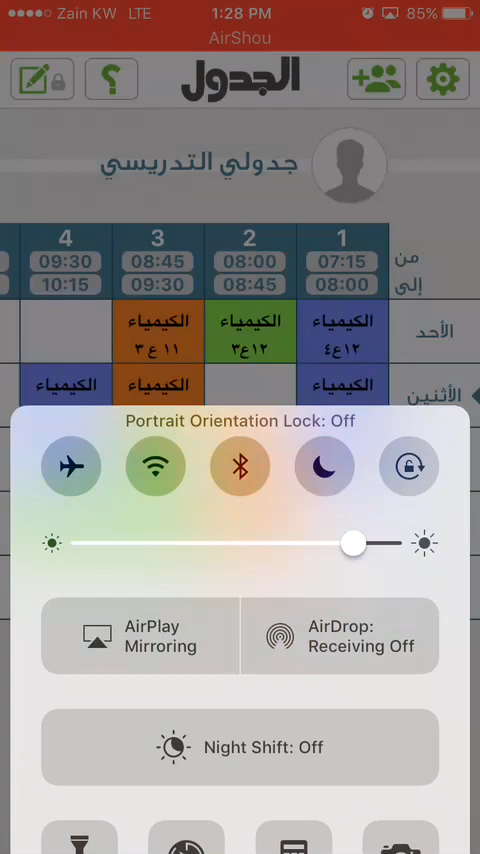 Zain KW LTE 1:28 PM 85%
AirShou
الجدول
جدولي التدريسي
من 1 2 3 4
07:15 08:00 08:45 09:30
إلى 08:00 08:45 09:30 10:15
الأحد الكيمياء الكيمياء الكيمياء
١٢ع٤ ١٢ع٣ ١١ ع ٣
الأثنين الكيمياء الكيمياء الكيمياء
Portrait Orientation Lock: Off
AirPlay
Mirroring
AirDrop:
Receiving Off
Night Shift: Off